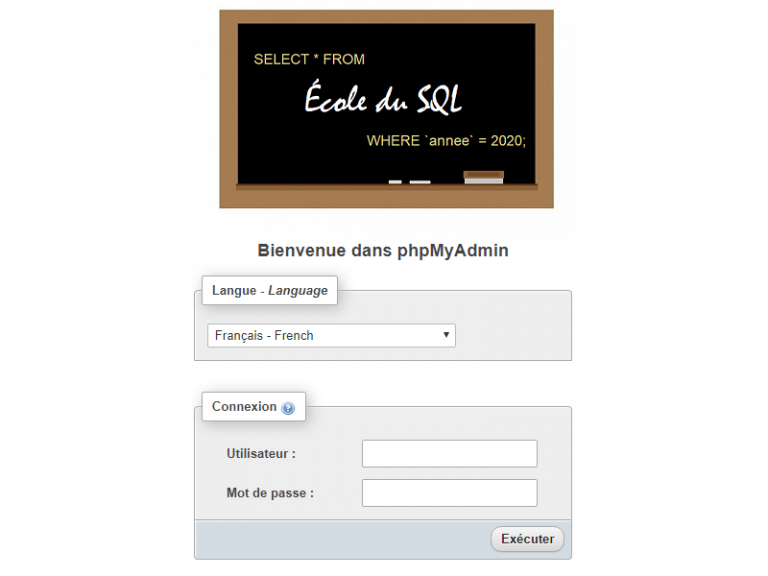 SELECT * FROM
École du SQL
WHERE `annee` = 2020;
Bienvenue dans phpMyAdmin
Langue - Language
Français - French
Connexion
Utilisateur :
Mot de passe :
Exécuter